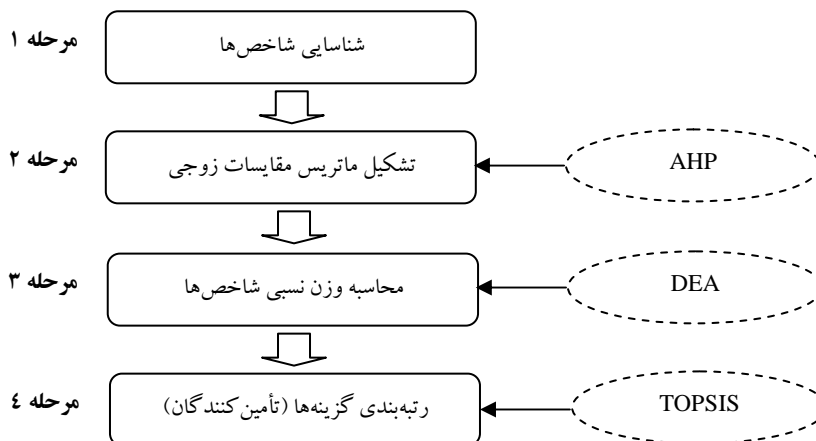 مرحله ۱
شناسایی شاخص‌ها
مرحله ۲
تشکیل ماتریس مقایسات زوجی
AHP
مرحله ۳
محاسبه وزن نسبی شاخص‌ها
DEA
مرحله ٤
رتبه‌بندی گزینه‌ها (تأمین‌کنندگان)
TOPSIS